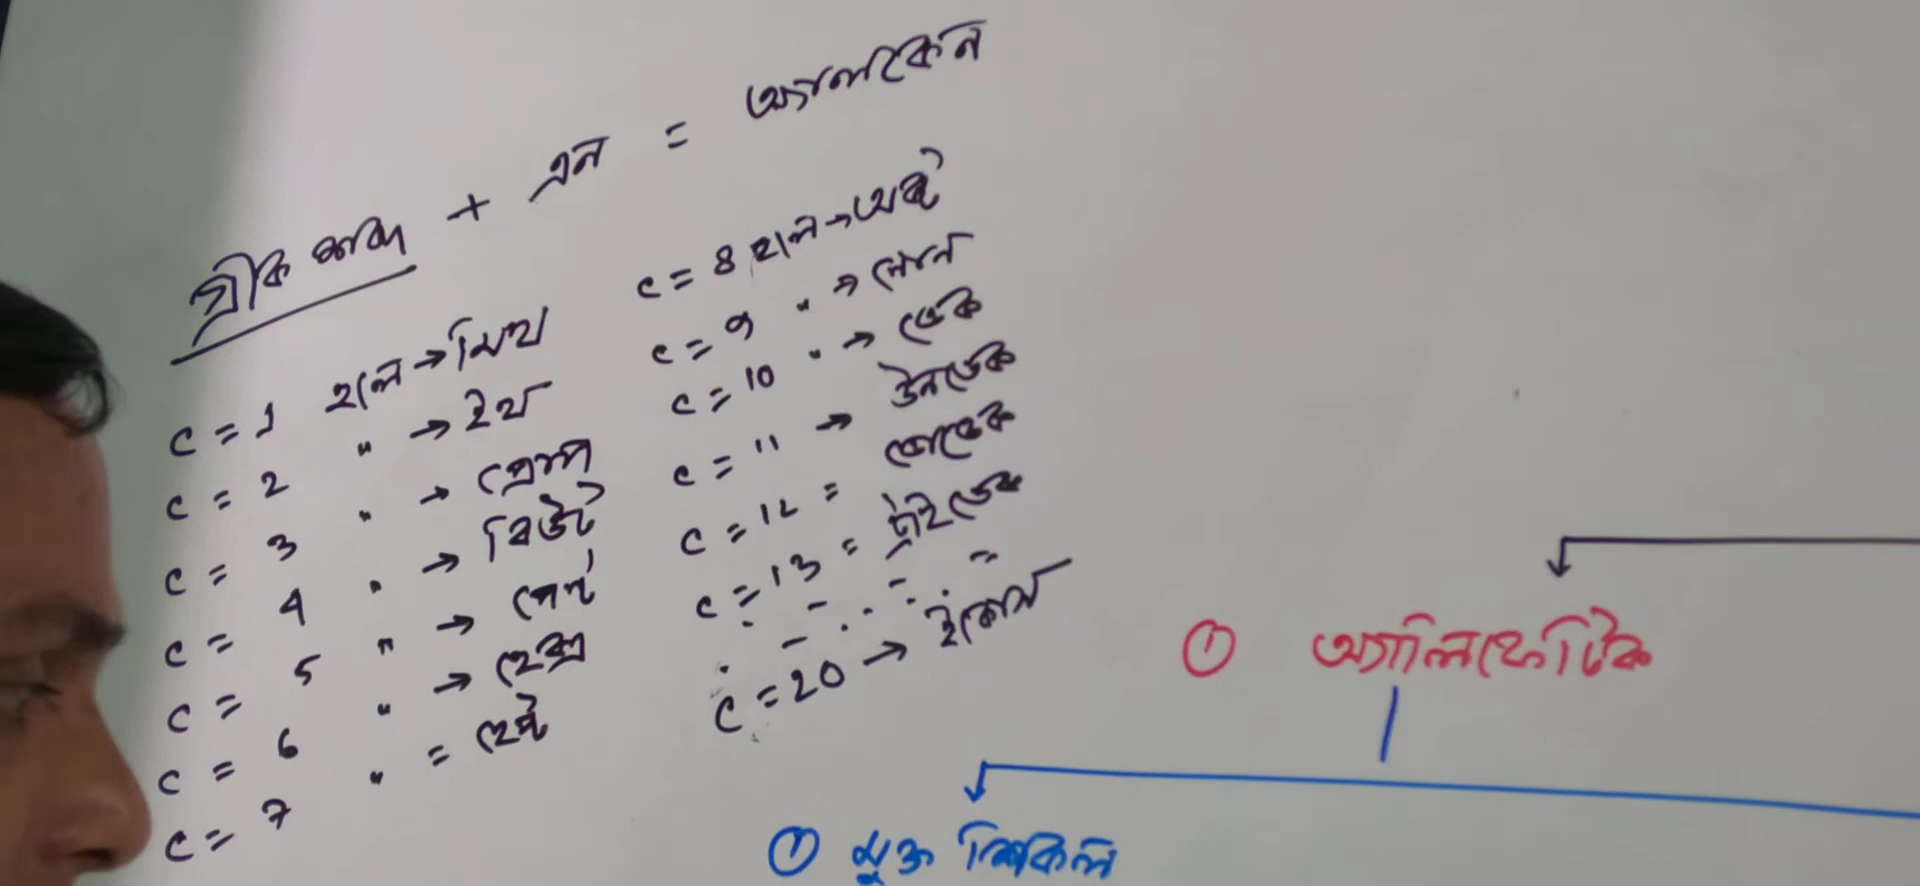 গ্রীক শব্দ + এন = অ্যালকেন
C = 1 হলে → মিথ
C = 2 " → ইথ
C = 3 " → প্রোপ
C = 4 " → বিউট
C = 5 " → পেন্ট
C = 6 " → হেক্স
C = 7 " = হেপ্ট
C = 8 হলে → অক্ট
C = 9 " → নোন
C = 10 " → ডেক
C = 11 → উনডেক
C = 12 = ডোডেক
C = 13 = ট্রাইডেক
C = 20 → ইকোস
① অ্যালিফেটিক
① মুক্ত শিকল